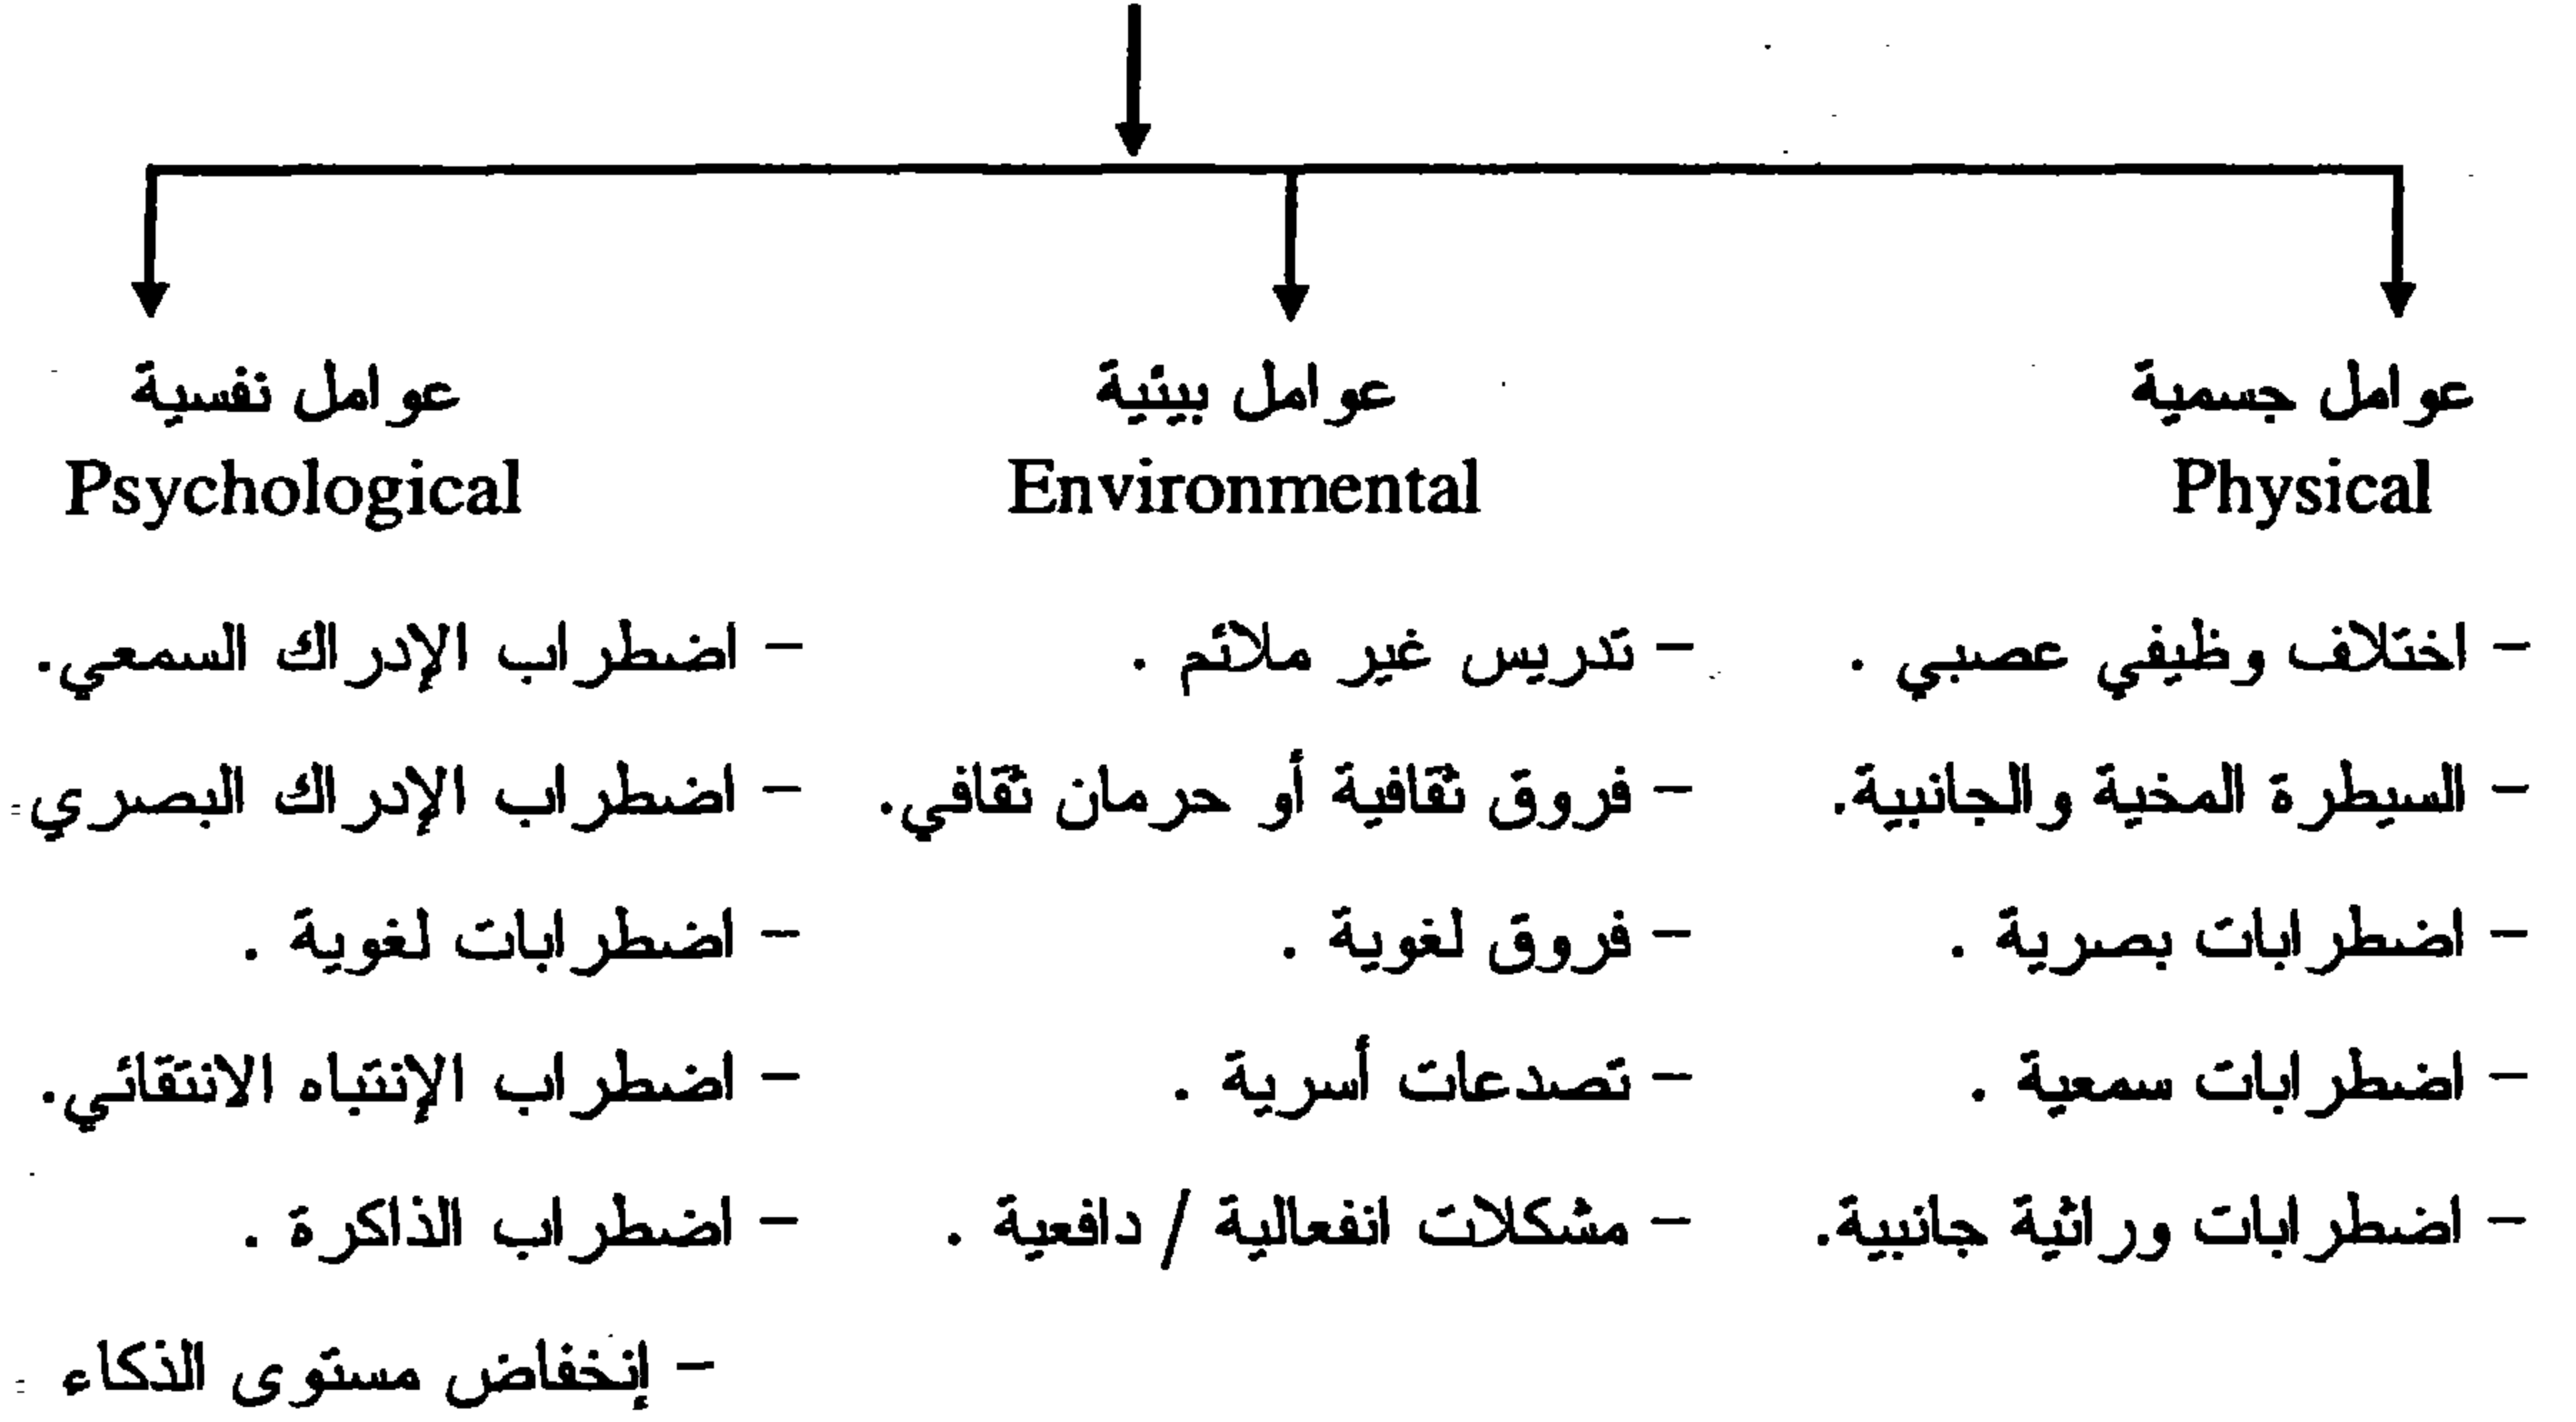 عوامل جسمية
Physical
- اختلاف وظيفي عصبي .
- السيطرة المخية والجانبية.
- اضطرابات بصرية .
- اضطرابات سمعية .
- اضطرابات وراثية جانبية.
عوامل بيئية
Environmental
- تدريس غير ملائم .
- فروق ثقافية أو حرمان ثقافي.
- فروق لغوية .
- تصدعات أسرية .
- مشكلات انفعالية / دافعية .
عوامل نفسية
Psychological
- اضطراب الإدراك السمعي.
- اضطراب الإدراك البصري
- اضطرابات لغوية .
- اضطراب الإنتباه الانتقائي.
- اضطراب الذاكرة .
- إنخفاض مستوى الذكاء